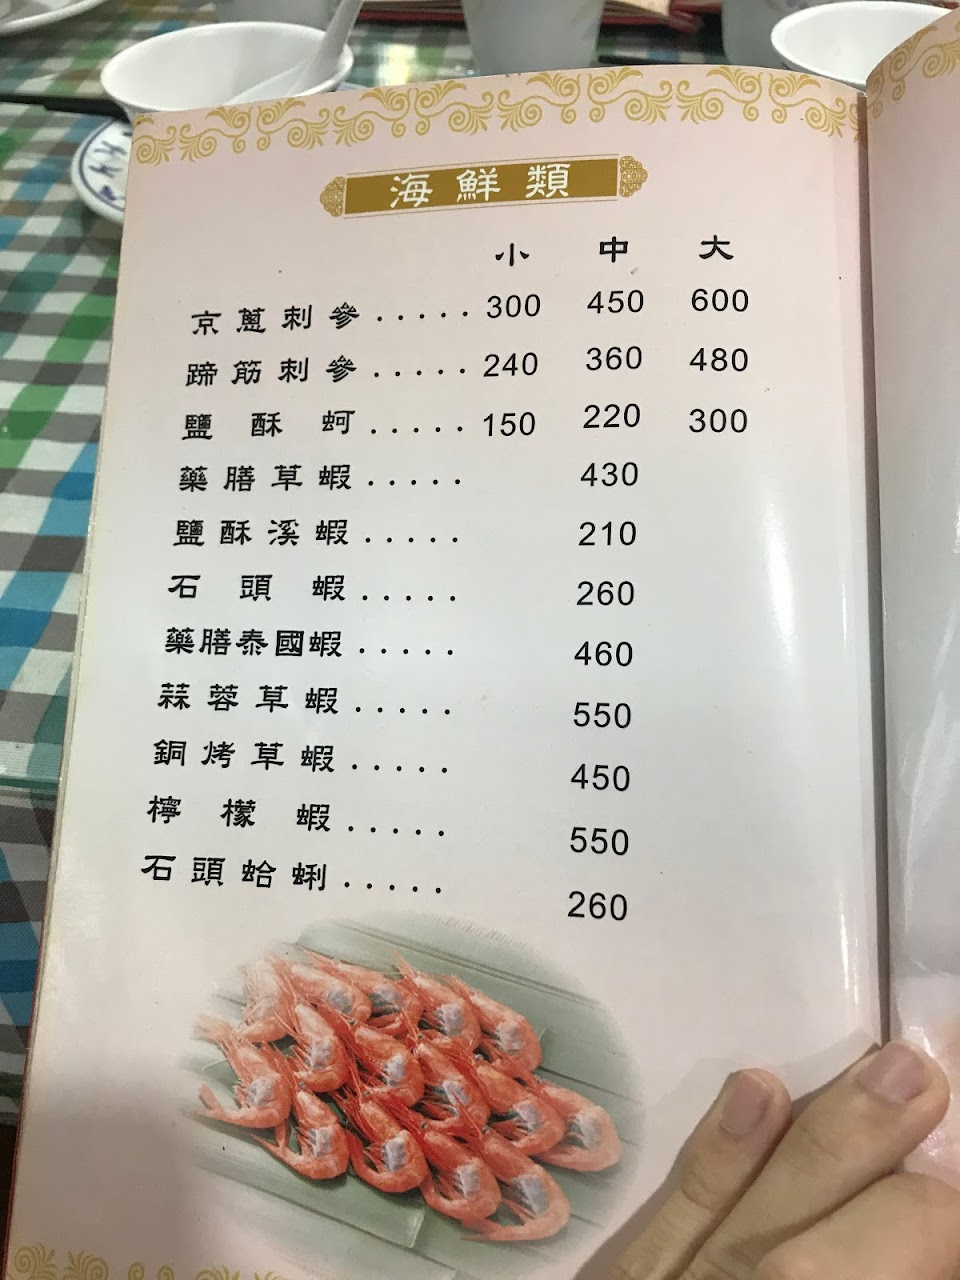 海鮮類
小 中 大
京蔥刺參..... 300 450 600
蹄筋刺參..... 240 360 480
鹽酥蚵..... 150 220 300
藥膳草蝦..... 430
鹽酥溪蝦..... 210
石頭蝦..... 260
藥膳泰國蝦..... 460
蒜蓉草蝦..... 550
鋼烤草蝦..... 450
檸檬蝦..... 550
石頭蛤蜊..... 260